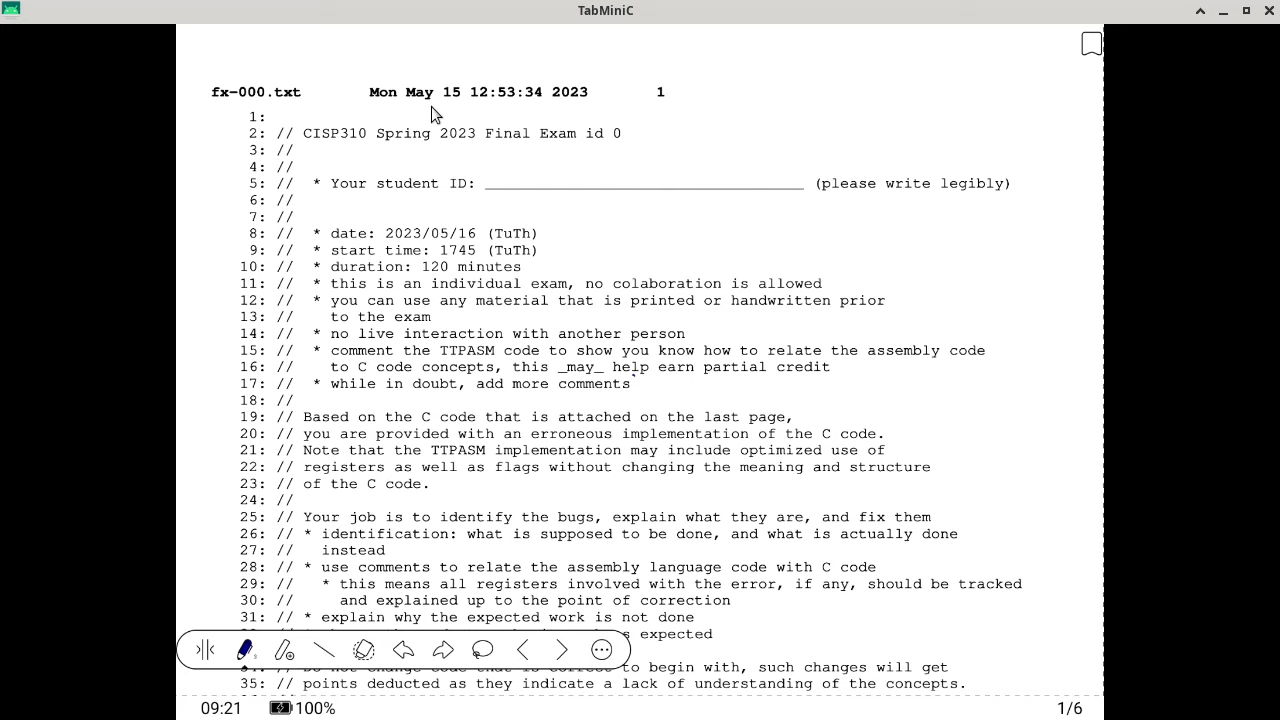 TabMiniC
fx-000.txt Mon May 15 12:53:34 2023 1
1:
2: // CISP310 Spring 2023 Final Exam id 0
3: //
4: //
5: // * Your student ID: ___________________________________ (please write legibly)
6: //
7: //
8: // * date: 2023/05/16 (TuTh)
9: // * start time: 1745 (TuTh)
10: // * duration: 120 minutes
11: // * this is an individual exam, no colaboration is allowed
12: // * you can use any material that is printed or handwritten prior
13: // to the exam
14: // * no live interaction with another person
15: // * comment the TTPASM code to show you know how to relate the assembly code
16: // to C code concepts, this _may_ help earn partial credit
17: // * while in doubt, add more comments
18: //
19: // Based on the C code that is attached on the last page,
20: // you are provided with an erroneous implementation of the C code.
21: // Note that the TTPASM implementation may include optimized use of
22: // registers as well as flags without changing the meaning and structure
23: // of the C code.
24: //
25: // Your job is to identify the bugs, explain what they are, and fix them
26: // * identification: what is supposed to be done, and what is actually done
27: // instead
28: // * use comments to relate the assembly language code with C code
29: // * this means all registers involved with the error, if any, should be tracked
30: // and explained up to the point of correction
31: // * explain why the expected work is not done
expected
to begin with, such changes will get
35: // points deducted as they indicate a lack of understanding of the concepts.
09:21 100% 1/6